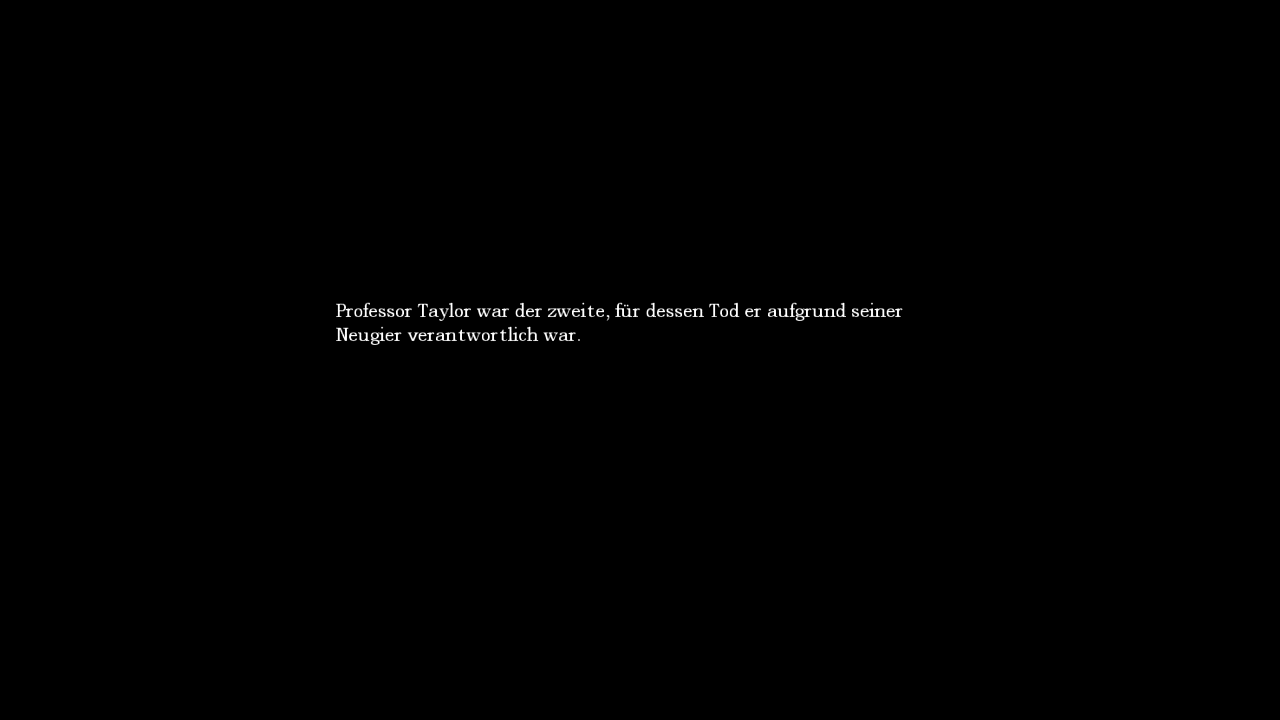 Professor Taylor war der zweite, für dessen Tod er aufgrund seiner
Neugier verantwortlich war.